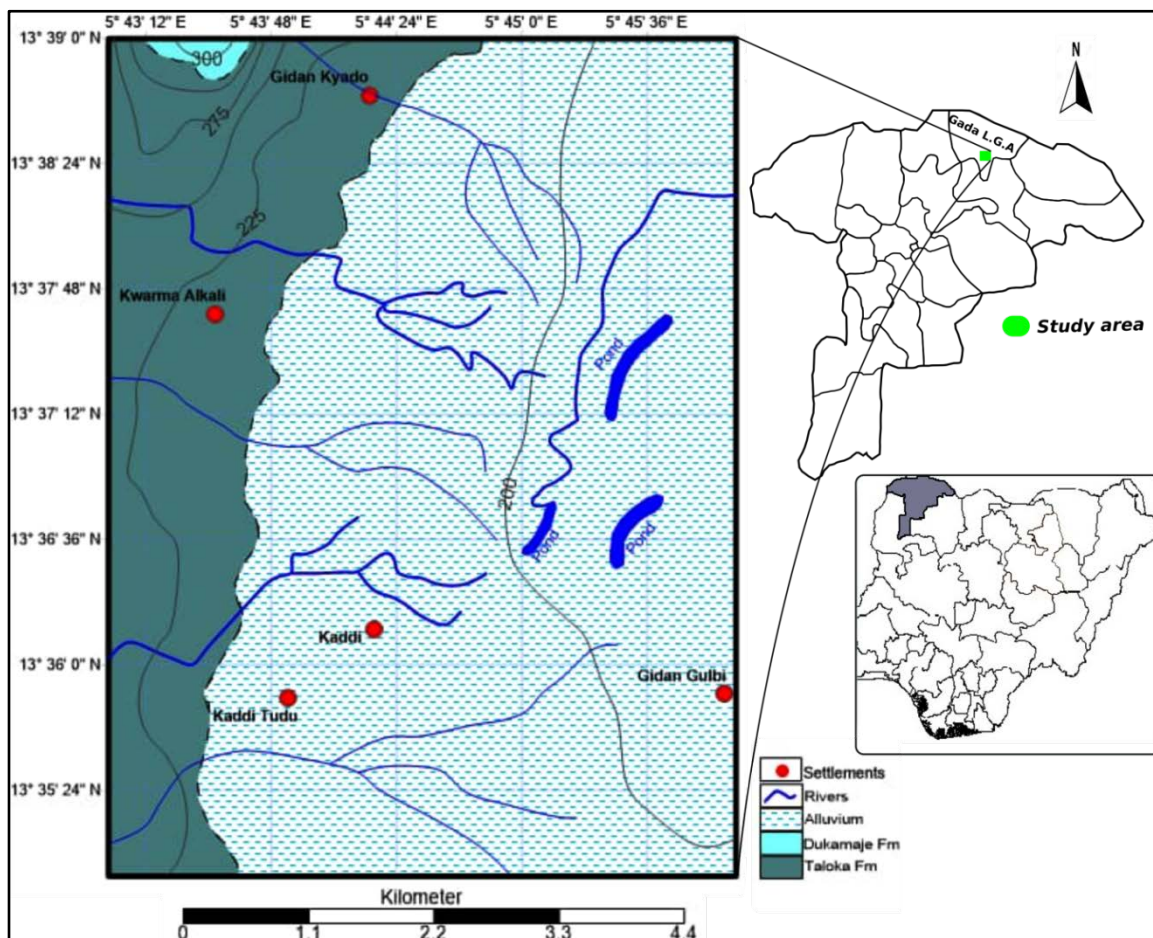 5° 43' 12" E 5° 43' 48" E 5° 44' 24" E 5° 45' 0" E 5° 45' 36" E
13° 39' 0" N
13° 38' 24" N
13° 37' 48" N
13° 37' 12" N
13° 36' 36" N
13° 36' 0" N
13° 35' 24" N
300
275
225
200
Gidan Kyado
Kwarma Alkali
Pond
Pond
Pond
Kaddi
Gidan Gulbi
Kaddi Tudu
N
Gada L.G.A
Study area
Settlements
Rivers
Alluvium
Dukamaje Fm
Taloka Fm
Kilometer
0 1.1 2.2 3.3 4.4